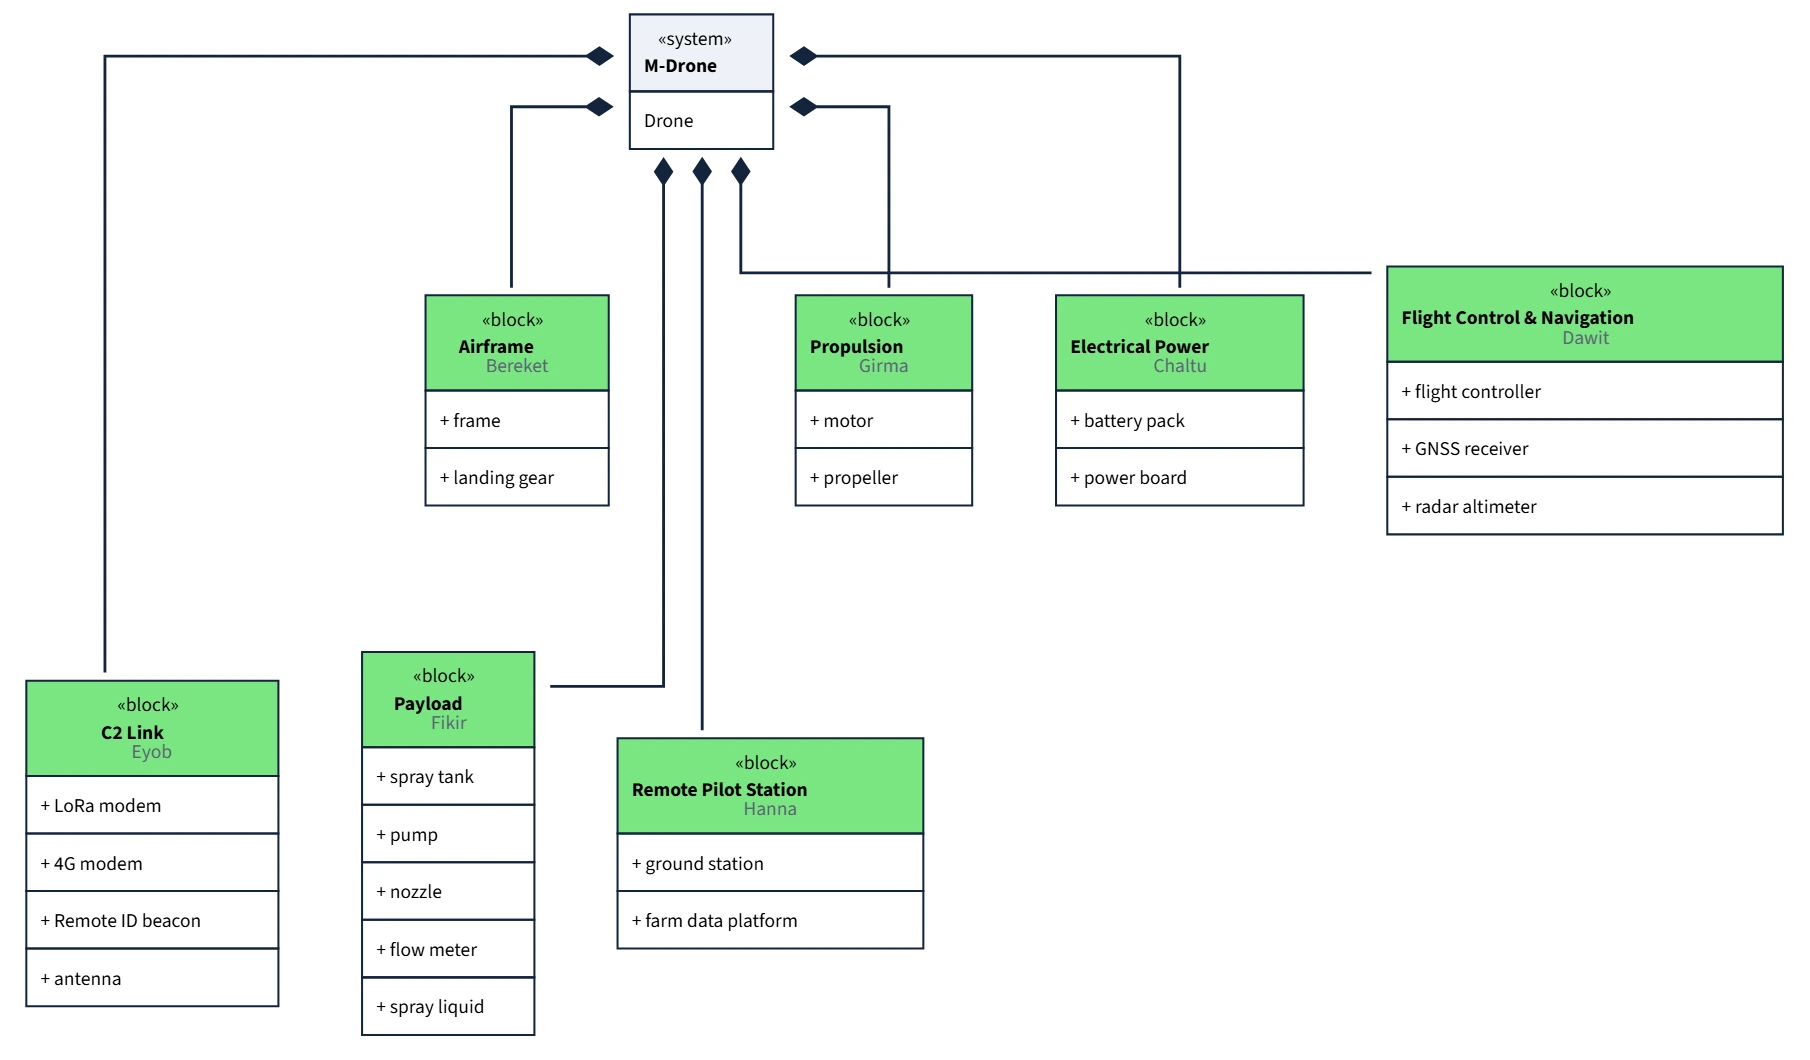 «system»
M-Drone
Drone
«block»
Airframe
Bereket
+ frame
+ landing gear
«block»
Propulsion
Girma
+ motor
+ propeller
«block»
Electrical Power
Chaltu
+ battery pack
+ power board
«block»
Flight Control & Navigation
Dawit
+ flight controller
+ GNSS receiver
+ radar altimeter
«block»
C2 Link
Eyob
+ LoRa modem
+ 4G modem
+ Remote ID beacon
+ antenna
«block»
Payload
Fikir
+ spray tank
+ pump
+ nozzle
+ flow meter
+ spray liquid
«block»
Remote Pilot Station
Hanna
+ ground station
+ farm data platform